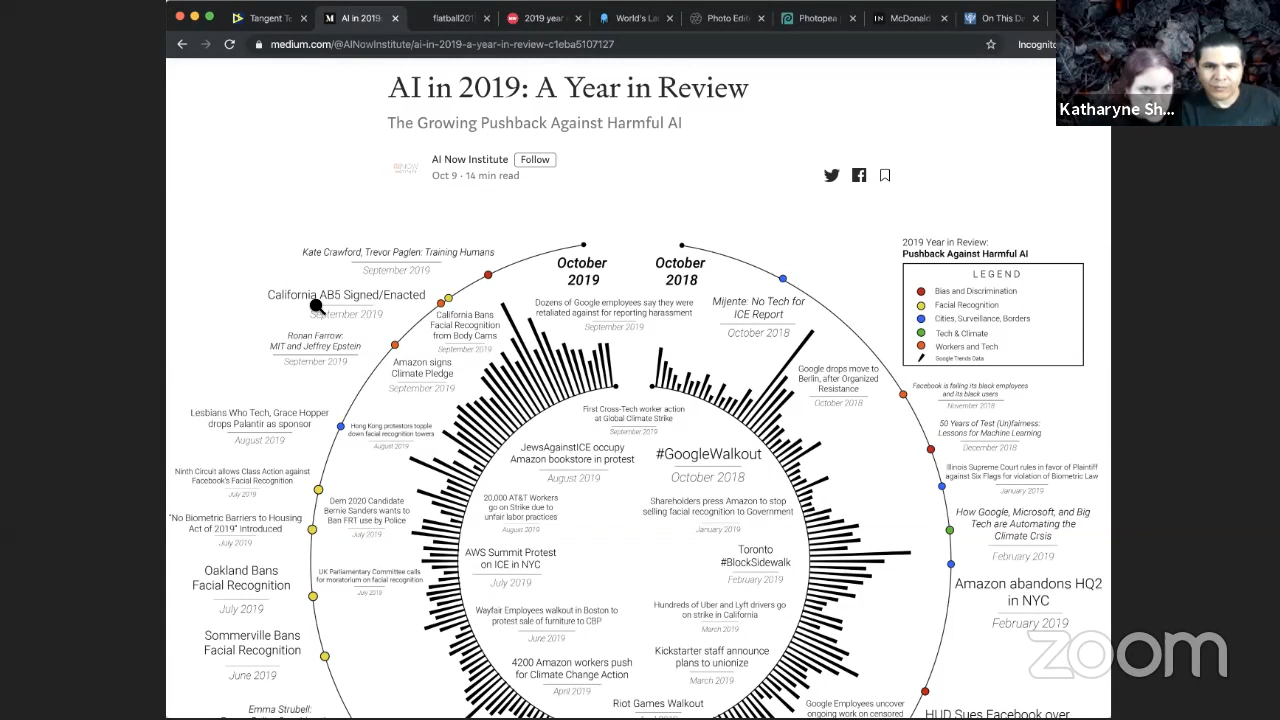 Tangent Te
AI in 2019:
flatball201
2019 year
World's La
Photo Edit
Photopea
McDonald
On This Da
medium.com/@AINowInstitute/ai-in-2019-a-year-in-review-c1eba5107127
Incognito
Katharyne Sh...
AI in 2019: A Year in Review
The Growing Pushback Against Harmful AI
AI Now Institute Follow
Oct 9 · 14 min read
October
2019
October
2018
2019 Year in Review:
Pushback Against Harmful AI
LEGEND
Bias and Discrimination
Facial Recognition
Cities, Surveillance, Borders
Tech & Climate
Workers and Tech
Google Trends Data
Kate Crawford, Trevor Paglen: Training Humans
September 2019
California AB5 Signed/Enacted
September 2019
Ronan Farrow:
MIT and Jeffrey Epstein
September 2019
California Bans
Facial Recognition
from Body Cams
September 2019
Amazon signs
Climate Pledge
September 2019
Dozens of Google employees say they were
retaliated against for reporting harassment
September 2019
Mijente: No Tech for
ICE Report
October 2018
Google drops move to
Berlin, after Organized
Resistance
October 2018
Facebook is failing its black employees
and its black users
November 2018
50 Years of Test (Un)fairness:
Lessons for Machine Learning
December 2018
Illinois Supreme Court rules in favor of Plaintiff
against Six Flags for violation of Biometric Law
January 2019
How Google, Microsoft, and Big
Tech are Automating the
Climate Crsis
February 2019
Amazon abandons HQ2
in NYC
February 2019
Lesbians Who Tech, Grace Hopper
drops Palantir as sponsor
August 2019
Hong Kong protestors topple
down facial recognition towers
August 2019
Ninth Circuit allows Class Action against
Facebook's Facial Recognition
July 2019
Dem 2020 Candidate
Bernie Sanders wants to
Ban FRT use by Police
July 2019
"No Biometric Barriers to Housing
Act of 2019" Introduced
July 2019
Oakland Bans
Facial Recognition
July 2019
UK Parliamentary Committee calls
for moratorium on facial recognition
July 2019
Sommerville Bans
Facial Recognition
June 2019
Emma Strubell:
First Cross-Tech worker action
at Global Climate Strike
September 2019
JewsAgainstICE occupy
Amazon bookstore in protest
August 2019
#GoogleWalkout
October 2018
20,000 AT&T Workers
go on Strike due to
unfair labor practices
August 2019
Shareholders press Amazon to stop
selling facial recognition to Government
January 2019
AWS Summit Protest
on ICE in NYC
July 2019
Toronto
#BlockSidewalk
February 2019
Wayfair Employees walkout in Boston to
protest sale of furniture to CBP
June 2019
Hundreds of Uber and Lyft drivers go
on strike in California
March 2019
4200 Amazon workers push
for Climate Change Action
April 2019
Kickstarter staff announce
plans to unionize
March 2019
Riot Games Walkout
Google Employees uncover
ongoing work on censored
HUD Sues Facebook over
zoom